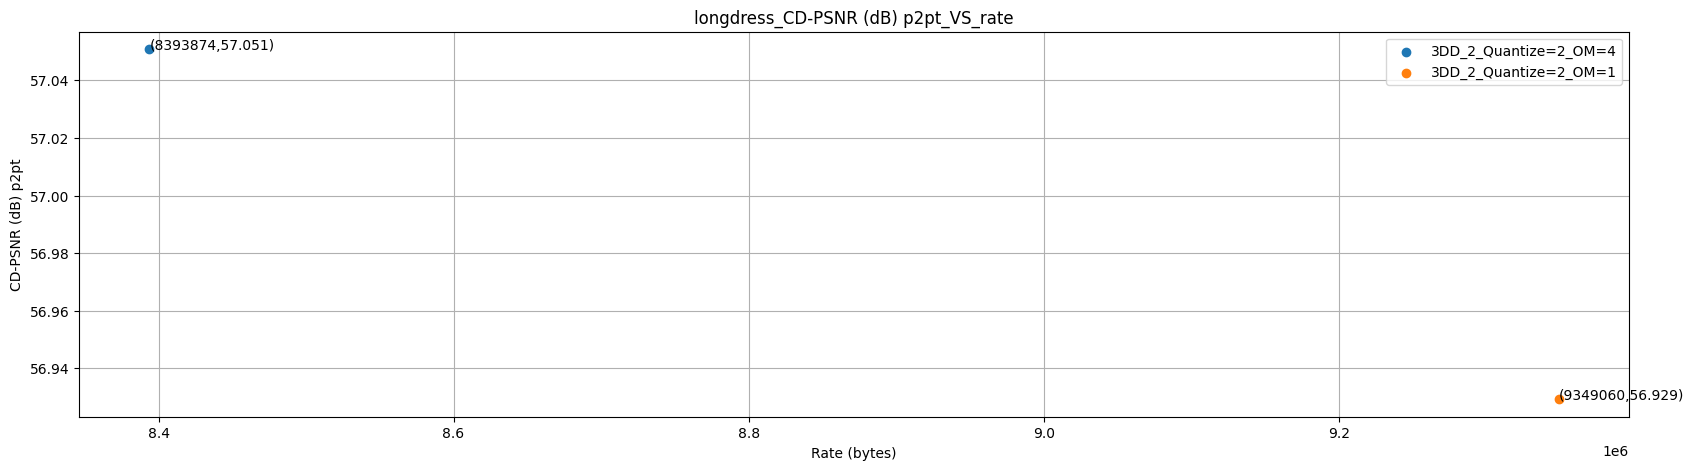 longdress_CD-PSNR (dB) p2pt_VS_rate
(8393874,57.051)
3DD_2_Quantize=2_OM=4
3DD_2_Quantize=2_OM=1
57.04
57.02
57.00
56.98
56.96
56.94
CD-PSNR (dB) p2pt
(9349060,56.929)
8.4
8.6
8.8
9.0
9.2
1e6
Rate (bytes)